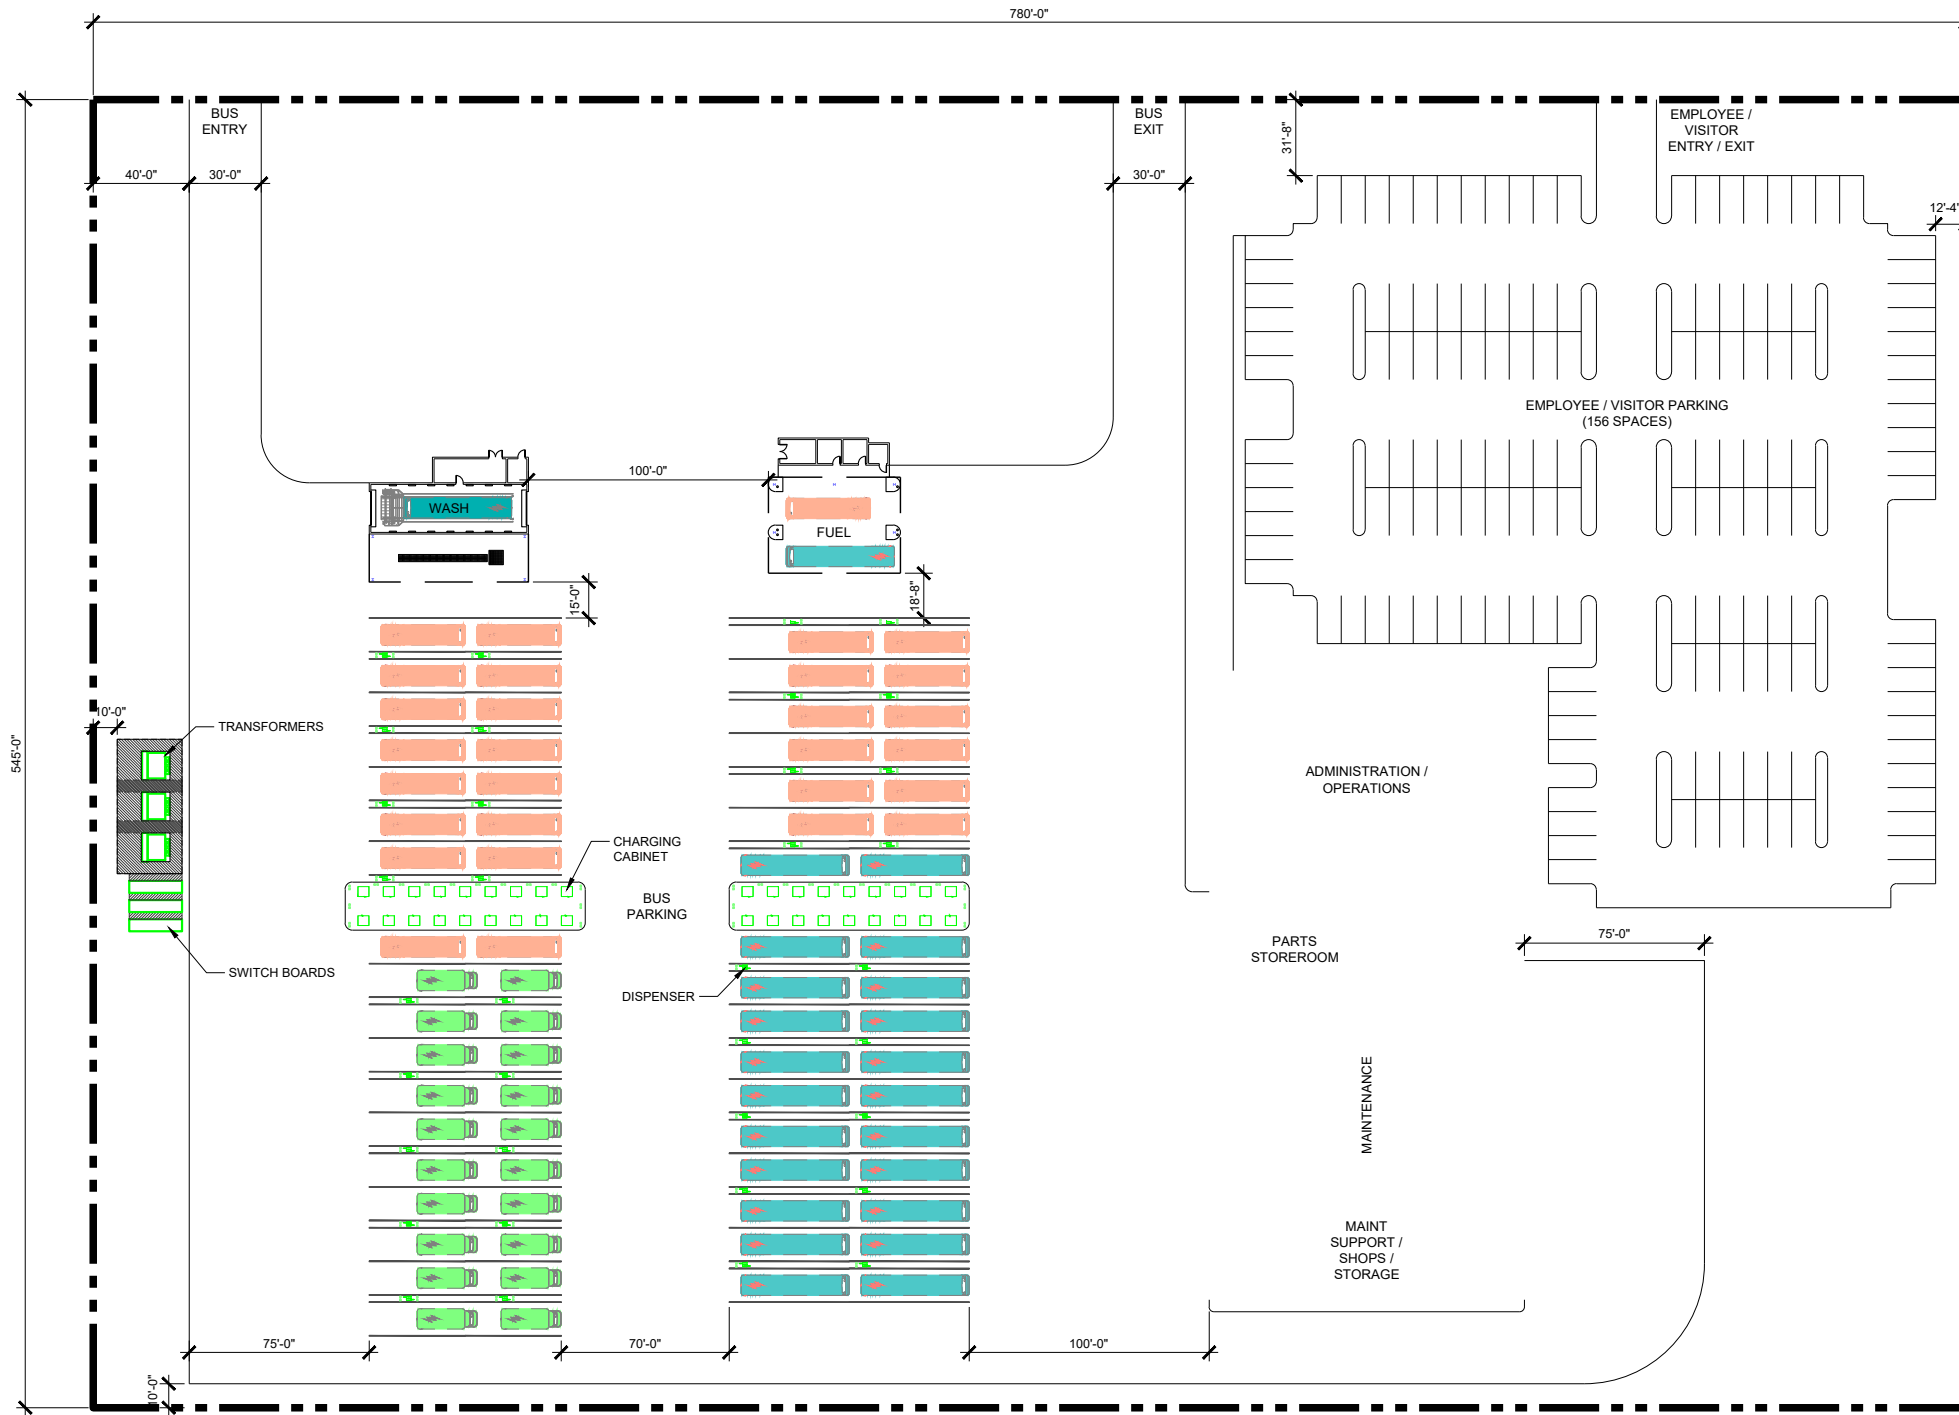 780'-0"
BUS
ENTRY
BUS
EXIT
EMPLOYEE /
VISITOR
ENTRY / EXIT
31'-8"
40'-0"
30'-0"
30'-0"
12'-4"
EMPLOYEE / VISITOR PARKING
(156 SPACES)
100'-0"
WASH
FUEL
15'-0"
18'-8"
10'-0"
TRANSFORMERS
545'-0"
ADMINISTRATION /
OPERATIONS
CHARGING
CABINET
BUS
PARKING
PARTS
STOREROOM
75'-0"
SWITCH BOARDS
DISPENSER
MAINTENANCE
MAINT
SUPPORT /
SHOPS /
STORAGE
75'-0"
70'-0"
100'-0"
10'-0"